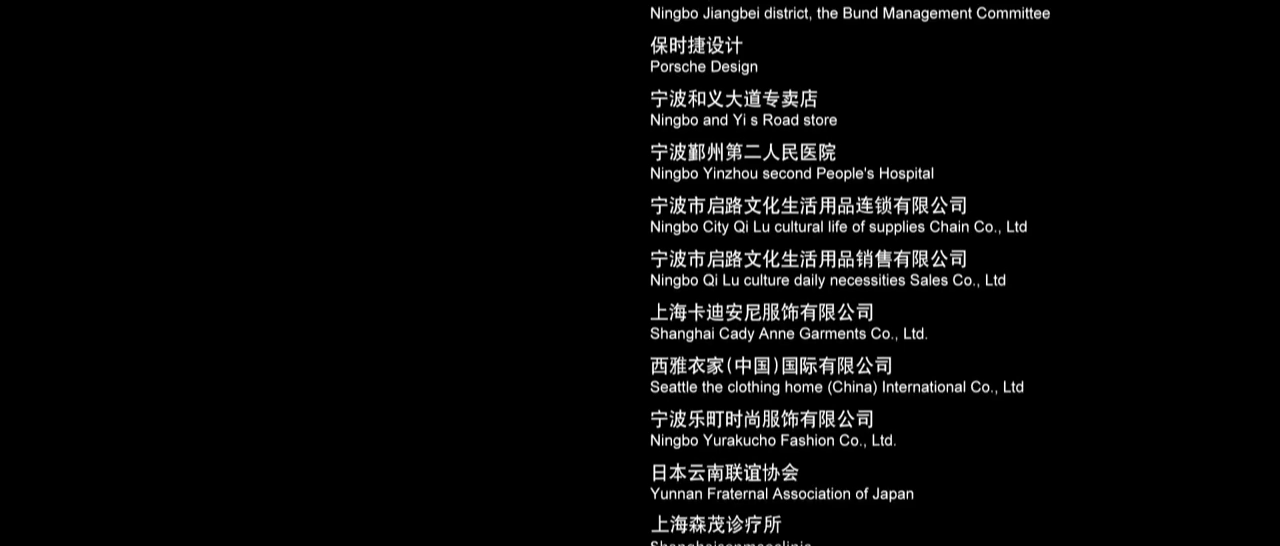 Ningbo Jiangbei district, the Bund Management Committee
保时捷设计
Porsche Design
宁波和义大道专卖店
Ningbo and Yi s Road store
宁波鄞州第二人民医院
Ningbo Yinzhou second People's Hospital
宁波市启路文化生活用品连锁有限公司
Ningbo City Qi Lu cultural life of supplies Chain Co., Ltd
宁波市启路文化生活用品销售有限公司
Ningbo Qi Lu culture daily necessities Sales Co., Ltd
上海卡迪安尼服饰有限公司
Shanghai Cady Anne Garments Co., Ltd.
西雅衣家(中国)国际有限公司
Seattle the clothing home (China) International Co., Ltd
宁波乐町时尚服饰有限公司
Ningbo Yurakucho Fashion Co., Ltd.
日本云南联谊协会
Yunnan Fraternal Association of Japan
上海森茂诊疗所